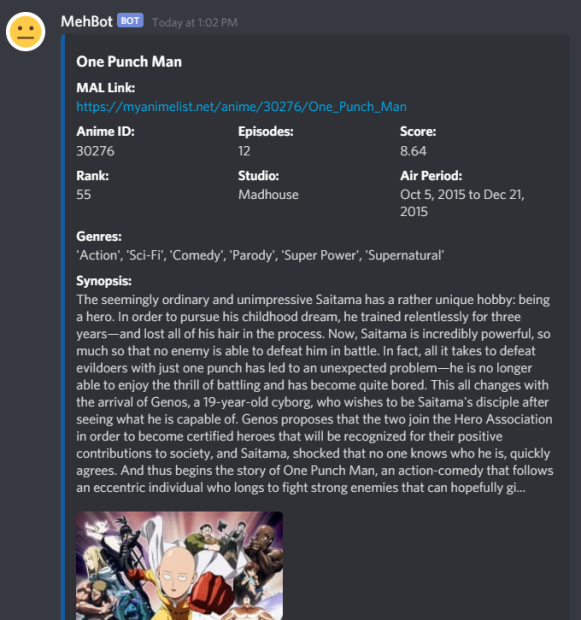 MehBot BOT Today at 1:02 PM
One Punch Man
MAL Link:
https://myanimelist.net/anime/30276/One_Punch_Man
Anime ID: Episodes: Score:
30276 12 8.64
Rank: Studio: Air Period:
55 Madhouse Oct 5, 2015 to Dec 21,
2015
Genres:
'Action', 'Sci-Fi', 'Comedy', 'Parody', 'Super Power', 'Supernatural'
Synopsis:
The seemingly ordinary and unimpressive Saitama has a rather unique hobby: being
a hero. In order to pursue his childhood dream, he trained relentlessly for three
years—and lost all of his hair in the process. Now, Saitama is incredibly powerful, so
much so that no enemy is able to defeat him in battle. In fact, all it takes to defeat
evildoers with just one punch has led to an unexpected problem—he is no longer
able to enjoy the thrill of battling and has become quite bored. This all changes with
the arrival of Genos, a 19-year-old cyborg, who wishes to be Saitama's disciple after
seeing what he is capable of. Genos proposes that the two join the Hero Association
in order to become certified heroes that will be recognized for their positive
contributions to society, and Saitama, shocked that no one knows who he is, quickly
agrees. And thus begins the story of One Punch Man, an action-comedy that follows
an eccentric individual who longs to fight strong enemies that can hopefully gi...